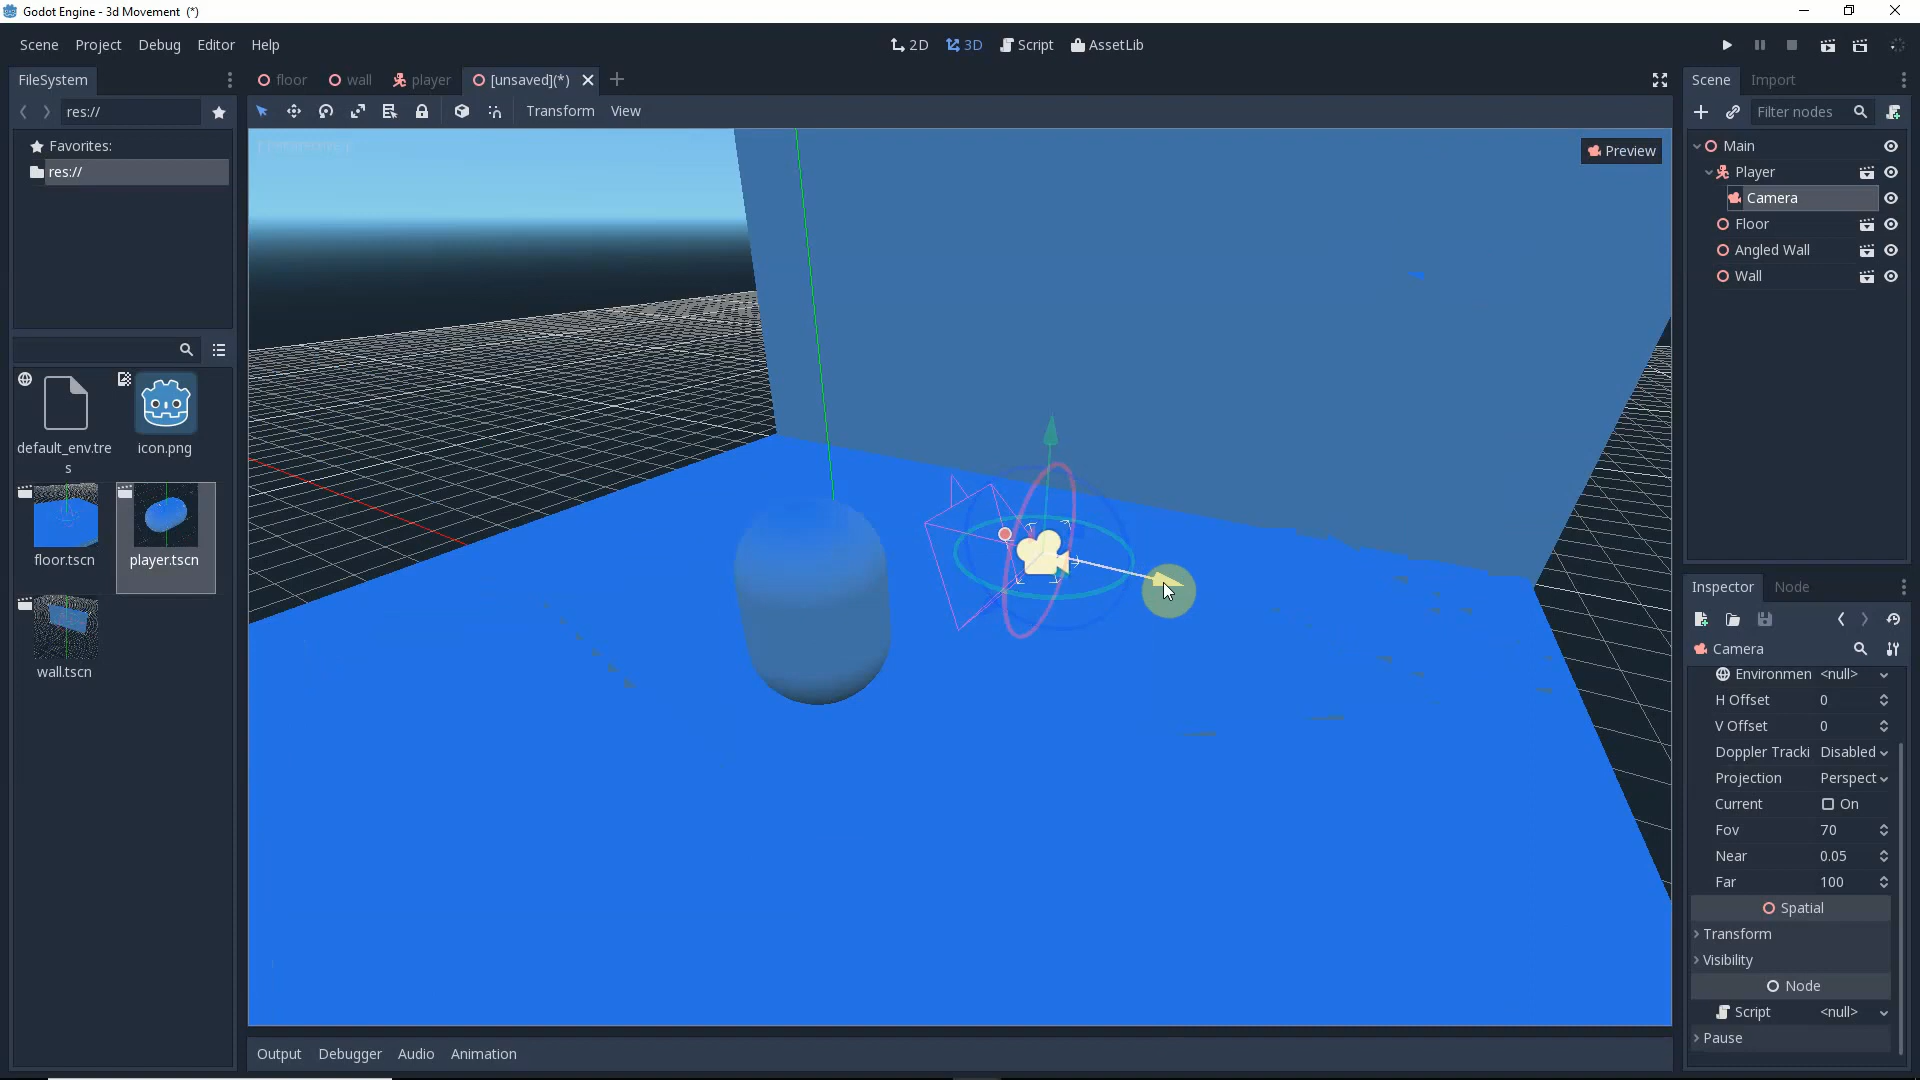 Godot Engine - 3d Movement (*)
Scene Project Debug Editor Help
2D 3D Script AssetLib
FileSystem
floor wall player [unsaved](*)
Scene Import
res://
Transform View
Filter nodes
Favorites:
res://
Preview
Main
Player
Camera
Floor
Angled Wall
Wall
default_env.tre
s
icon.png
floor.tscn
player.tscn
wall.tscn
Inspector Node
Camera
Environmen <null>
H Offset 0
V Offset 0
Doppler Tracki Disabled
Projection Perspect
Current On
Fov 70
Near 0.05
Far 100
Spatial
Transform
Visibility
Node
Script <null>
Pause
Output Debugger Audio Animation